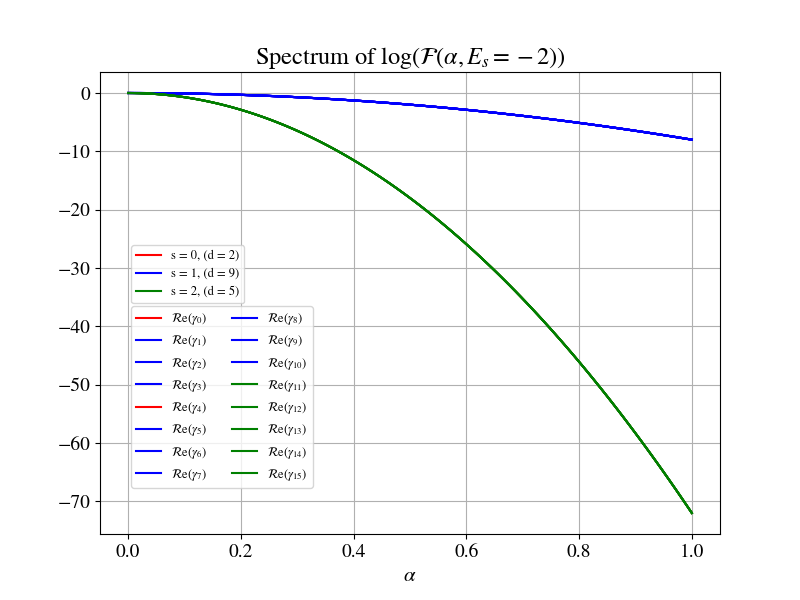 Spectrum of log(ℱ(α, E_s = −2))
0
−10
−20
−30
−40
−50
−60
−70
s = 0, (d = 2)
s = 1, (d = 9)
s = 2, (d = 5)
ℛe(γ₀)
ℛe(γ₁)
ℛe(γ₂)
ℛe(γ₃)
ℛe(γ₄)
ℛe(γ₅)
ℛe(γ₆)
ℛe(γ₇)
ℛe(γ₈)
ℛe(γ₉)
ℛe(γ₁₀)
ℛe(γ₁₁)
ℛe(γ₁₂)
ℛe(γ₁₃)
ℛe(γ₁₄)
ℛe(γ₁₅)
0.0 0.2 0.4 0.6 0.8 1.0
α